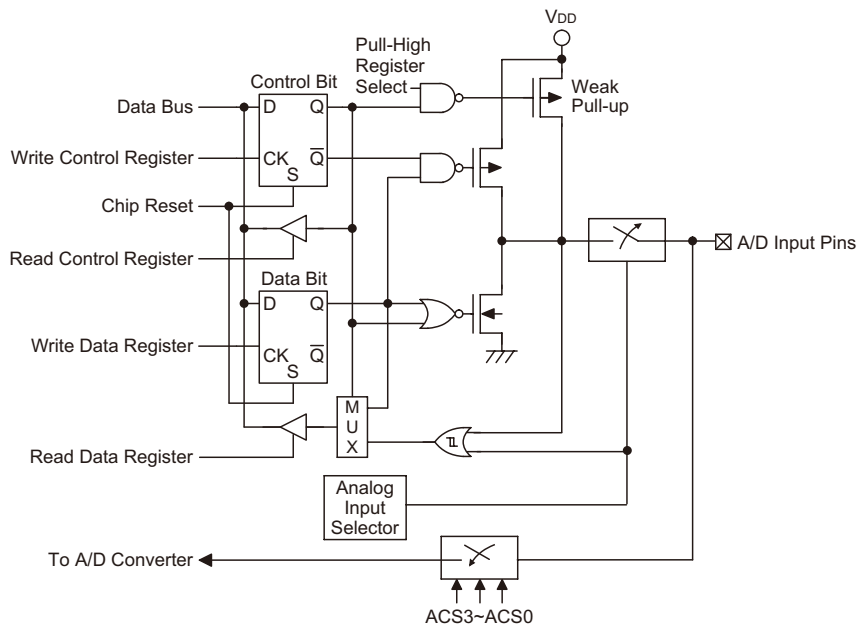 VDD
Pull-High
Register
Select
Weak
Pull-up
Control Bit
Data Bus
D
Q
Write Control Register
CK
Q̅
S
Chip Reset
Read Control Register
A/D Input Pins
Data Bit
D
Q
Write Data Register
CK
Q̅
S
M
U
X
Read Data Register
Analog
Input
Selector
To A/D Converter
ACS3~ACS0